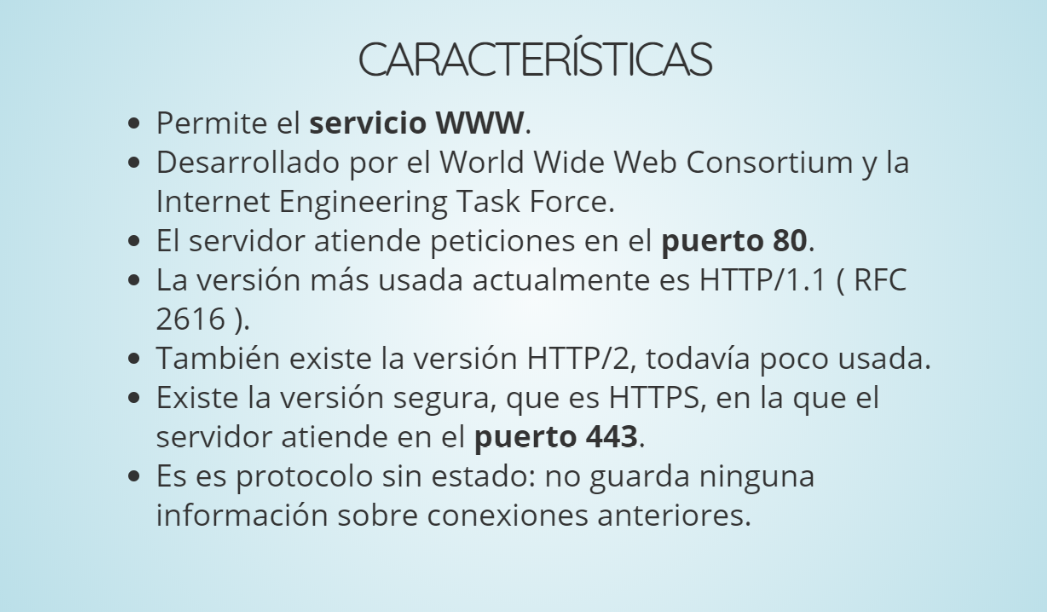 CARACTERÍSTICAS
• Permite el servicio WWW.
• Desarrollado por el World Wide Web Consortium y la
Internet Engineering Task Force.
• El servidor atiende peticiones en el puerto 80.
• La versión más usada actualmente es HTTP/1.1 ( RFC
2616 ).
• También existe la versión HTTP/2, todavía poco usada.
• Existe la versión segura, que es HTTPS, en la que el
servidor atiende en el puerto 443.
• Es es protocolo sin estado: no guarda ninguna
información sobre conexiones anteriores.